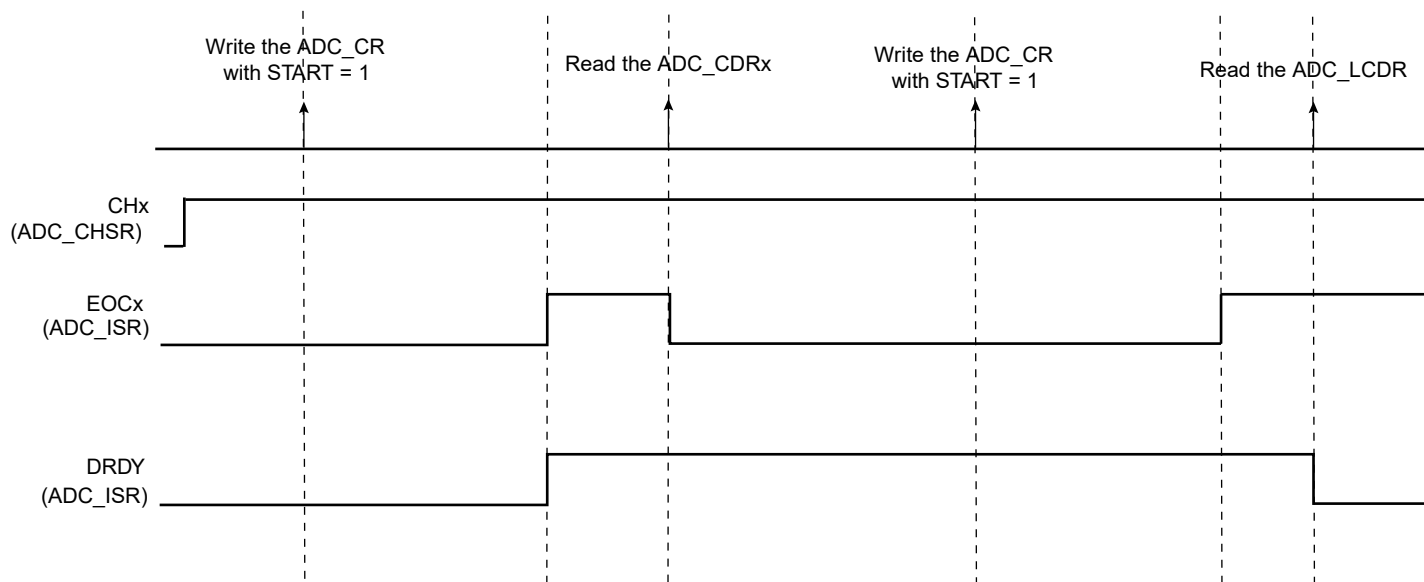 Write the ADC_CR
with START = 1
Read the ADC_CDRx
Write the ADC_CR
with START = 1
Read the ADC_LCDR
CHx
(ADC_CHSR)
EOCx
(ADC_ISR)
DRDY
(ADC_ISR)